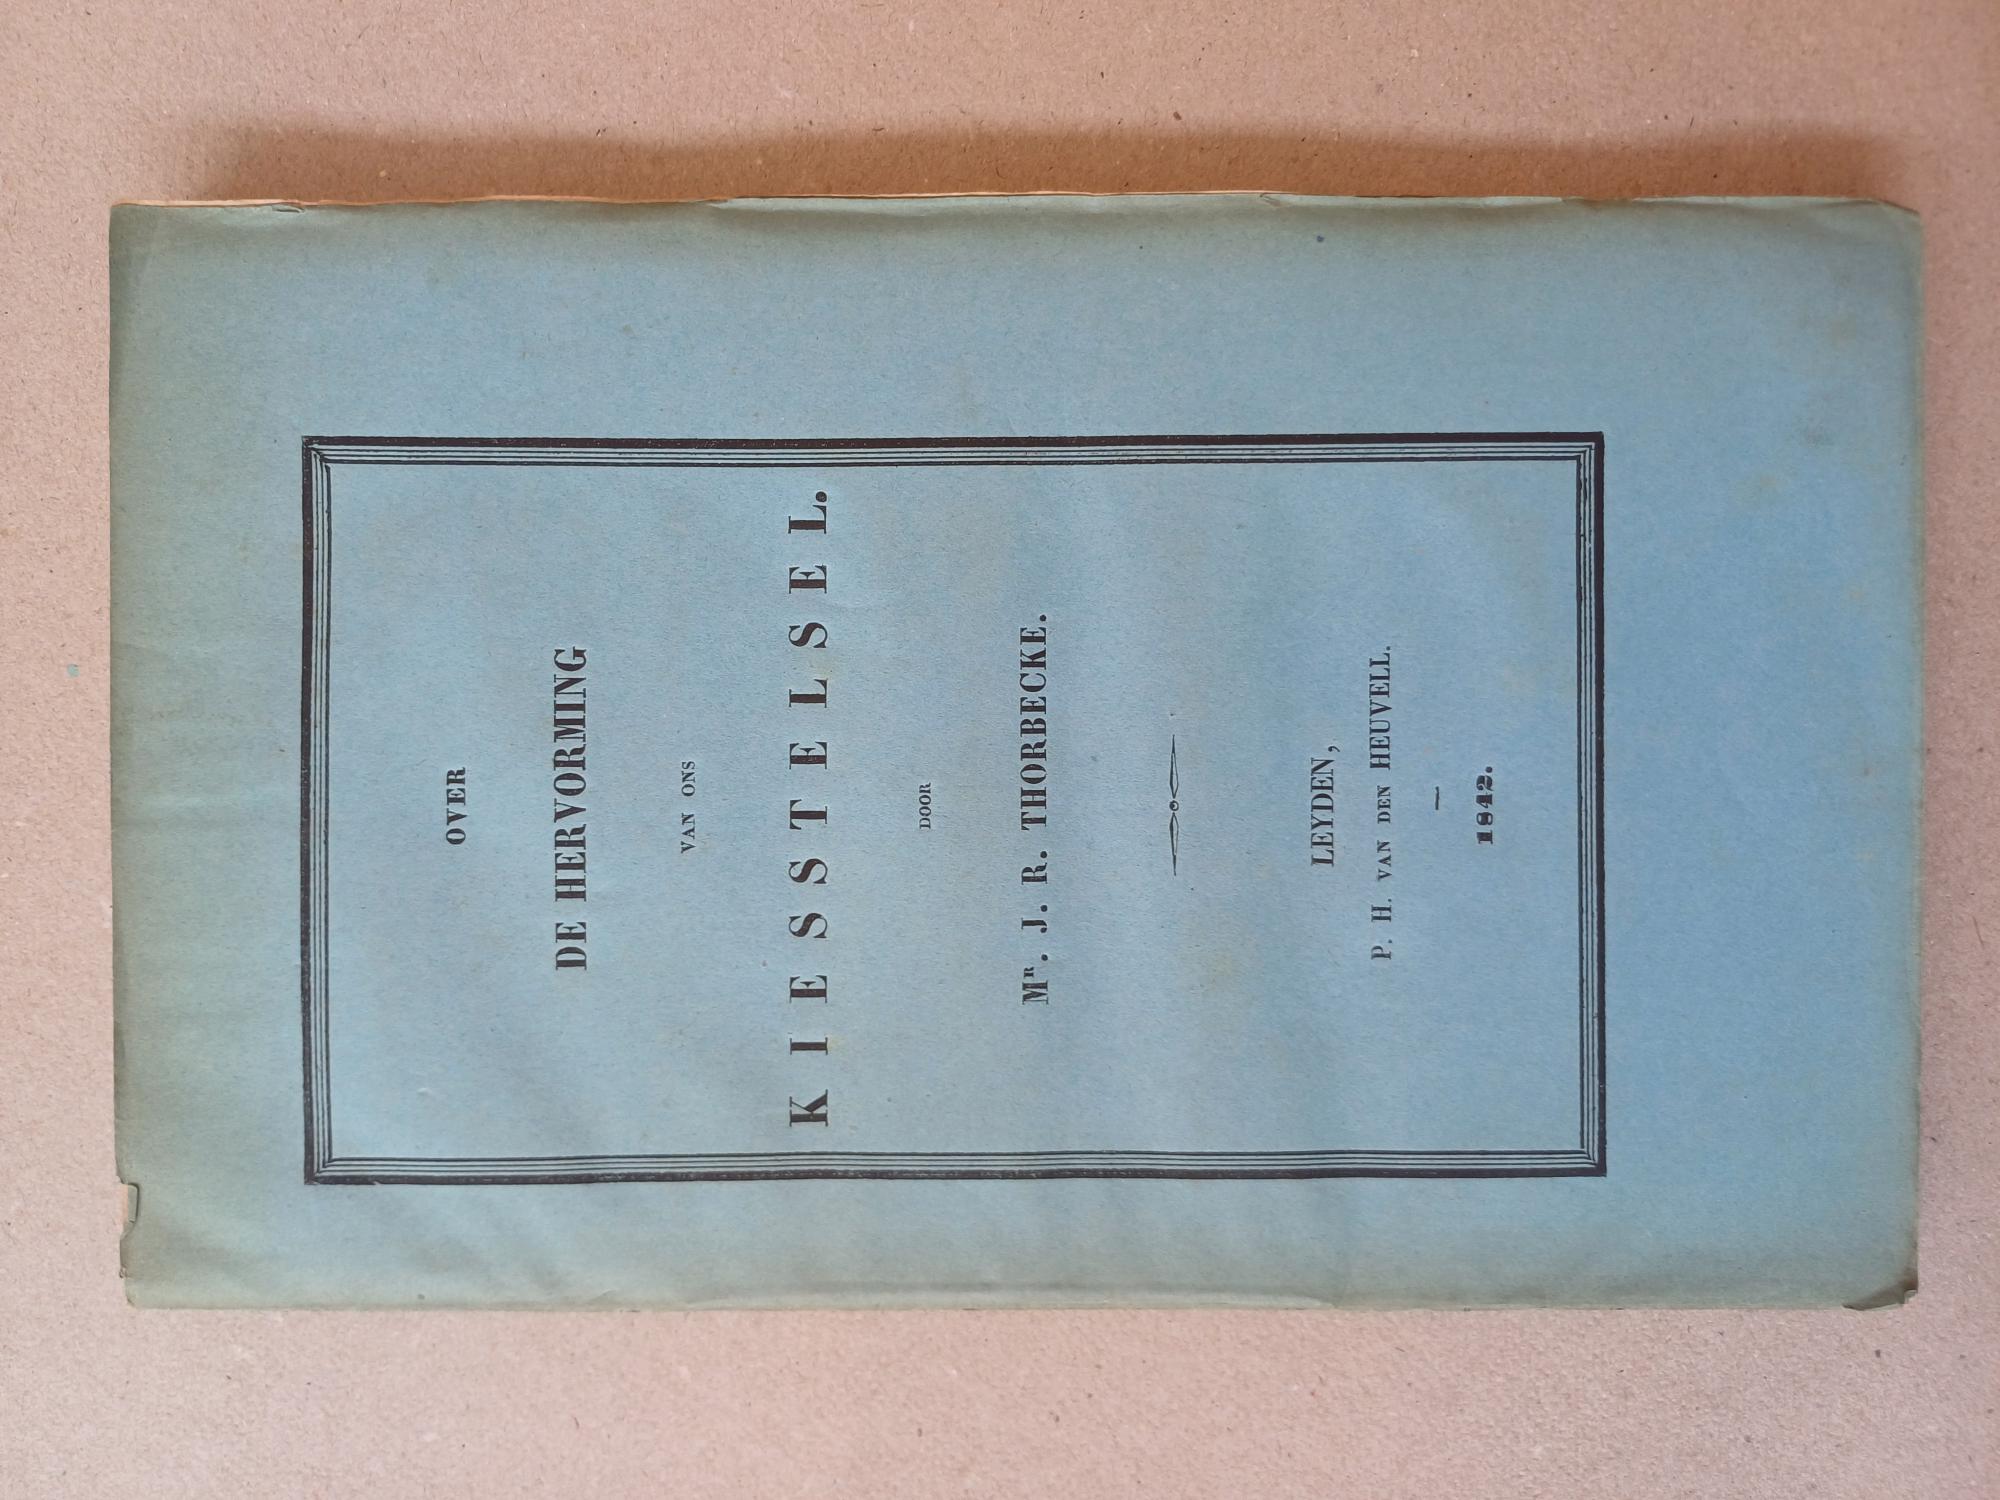 OVER
DE HERVORMING
VAN ONS
KIESSTELSEL.
DOOR
Mr. J. R. THORBECKE.
LEYDEN,
P. H. VAN DEN HEUVELL.
—
1842.